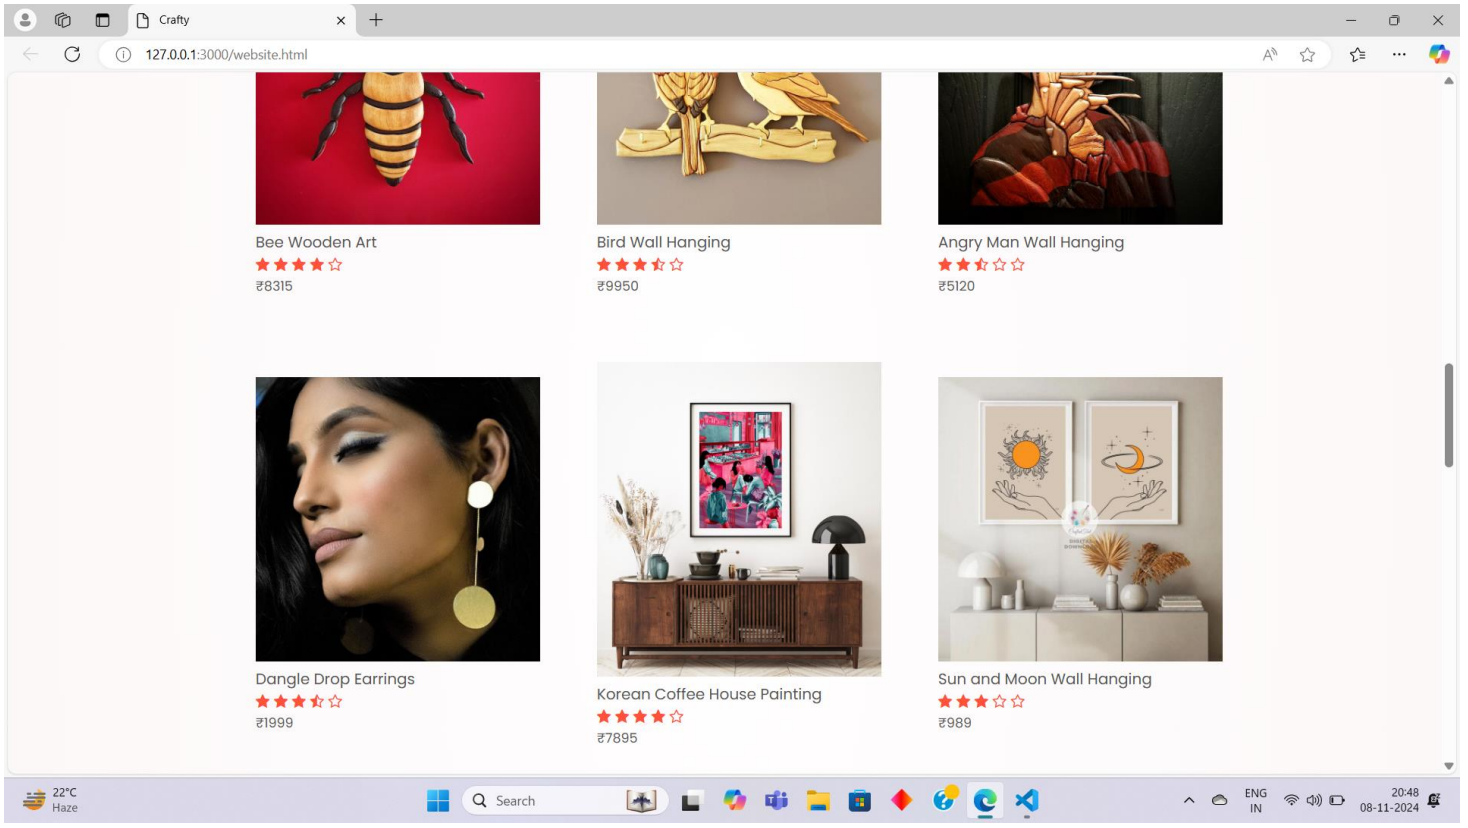 Crafty
127.0.0.1:3000/website.html
Bee Wooden Art
₹8315
Bird Wall Hanging
₹9950
Angry Man Wall Hanging
₹5120
Dangle Drop Earrings
₹1999
Korean Coffee House Painting
₹7895
Sun and Moon Wall Hanging
₹989
22°C
Haze
Search
ENG
IN
20:48
08-11-2024